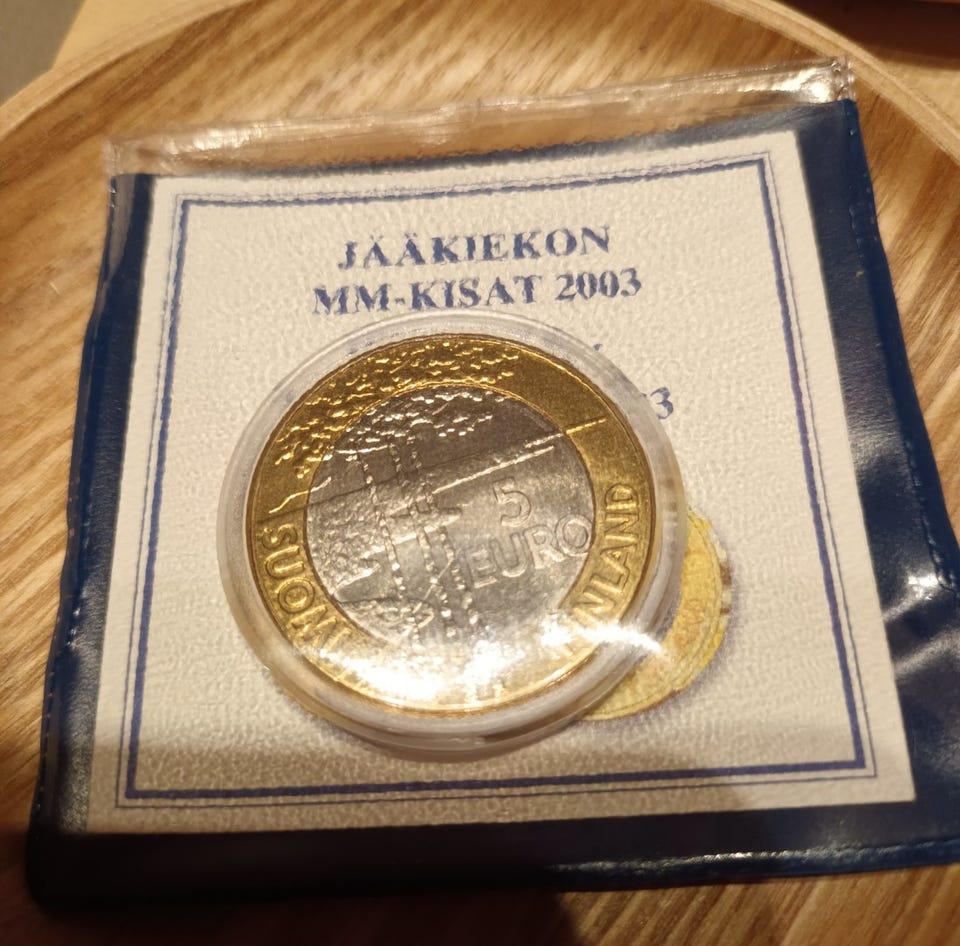 JÄÄKIEKON
MM-KISAT 2003
5
EURO
SUOMI
FINLAND